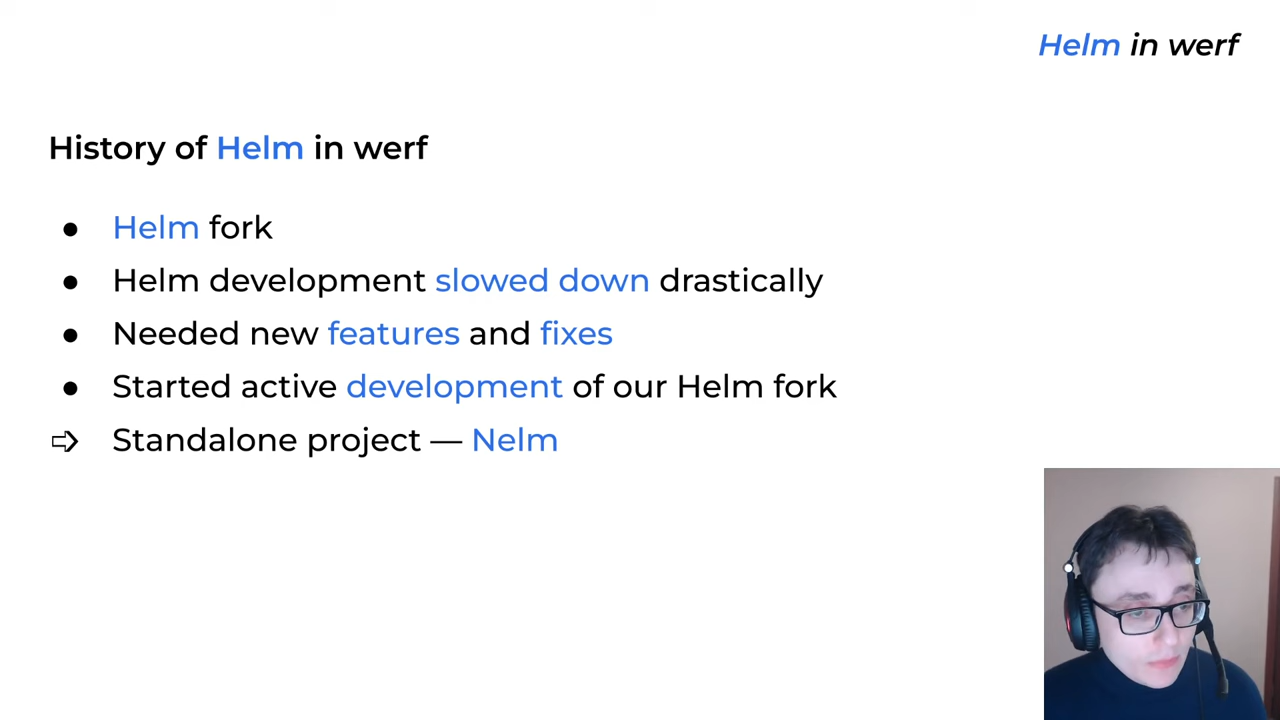 Helm in werf
History of Helm in werf
● Helm fork
● Helm development slowed down drastically
● Needed new features and fixes
● Started active development of our Helm fork
➩ Standalone project — Nelm